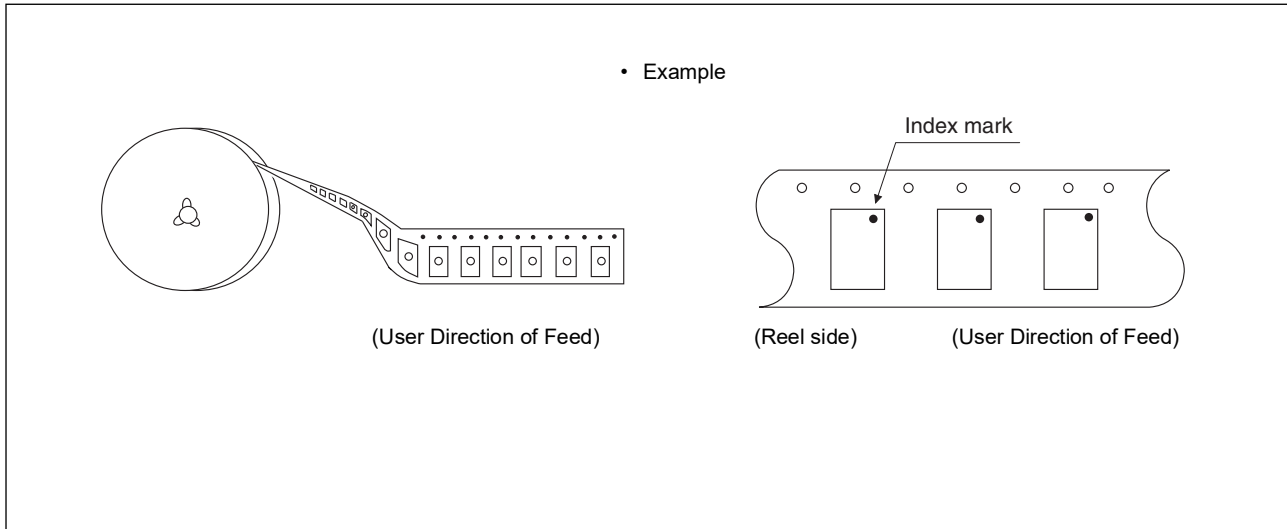 • Example
Index mark
(User Direction of Feed)
(Reel side)
(User Direction of Feed)